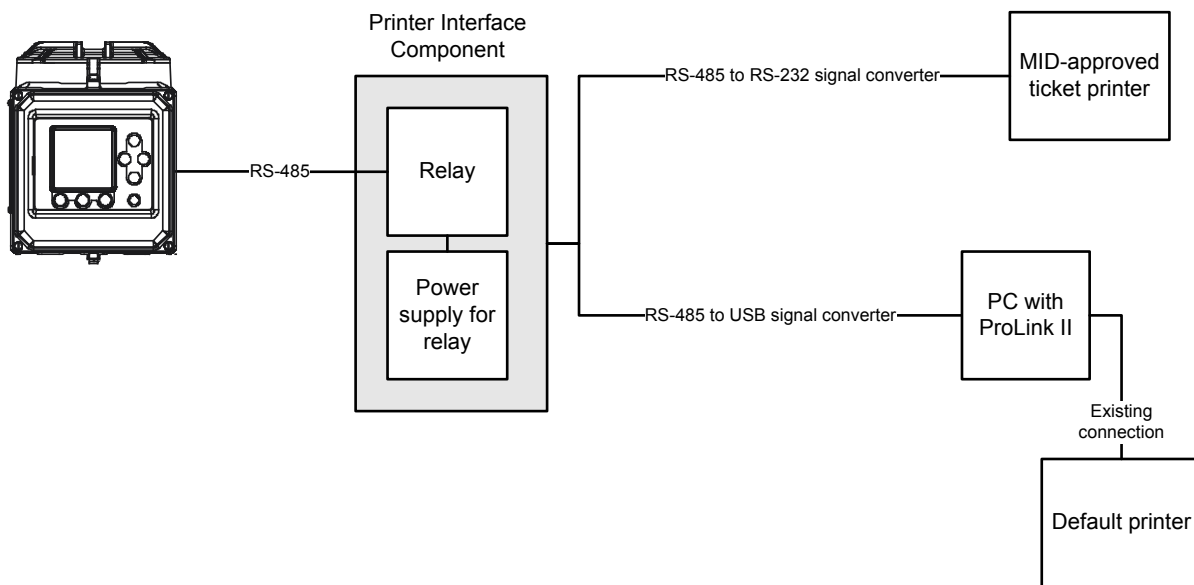 Printer Interface
Component
RS-485
Relay
Power
supply for
relay
RS-485 to RS-232 signal converter
MID-approved
ticket printer
RS-485 to USB signal converter
PC with
ProLink II
Existing
connection
Default printer